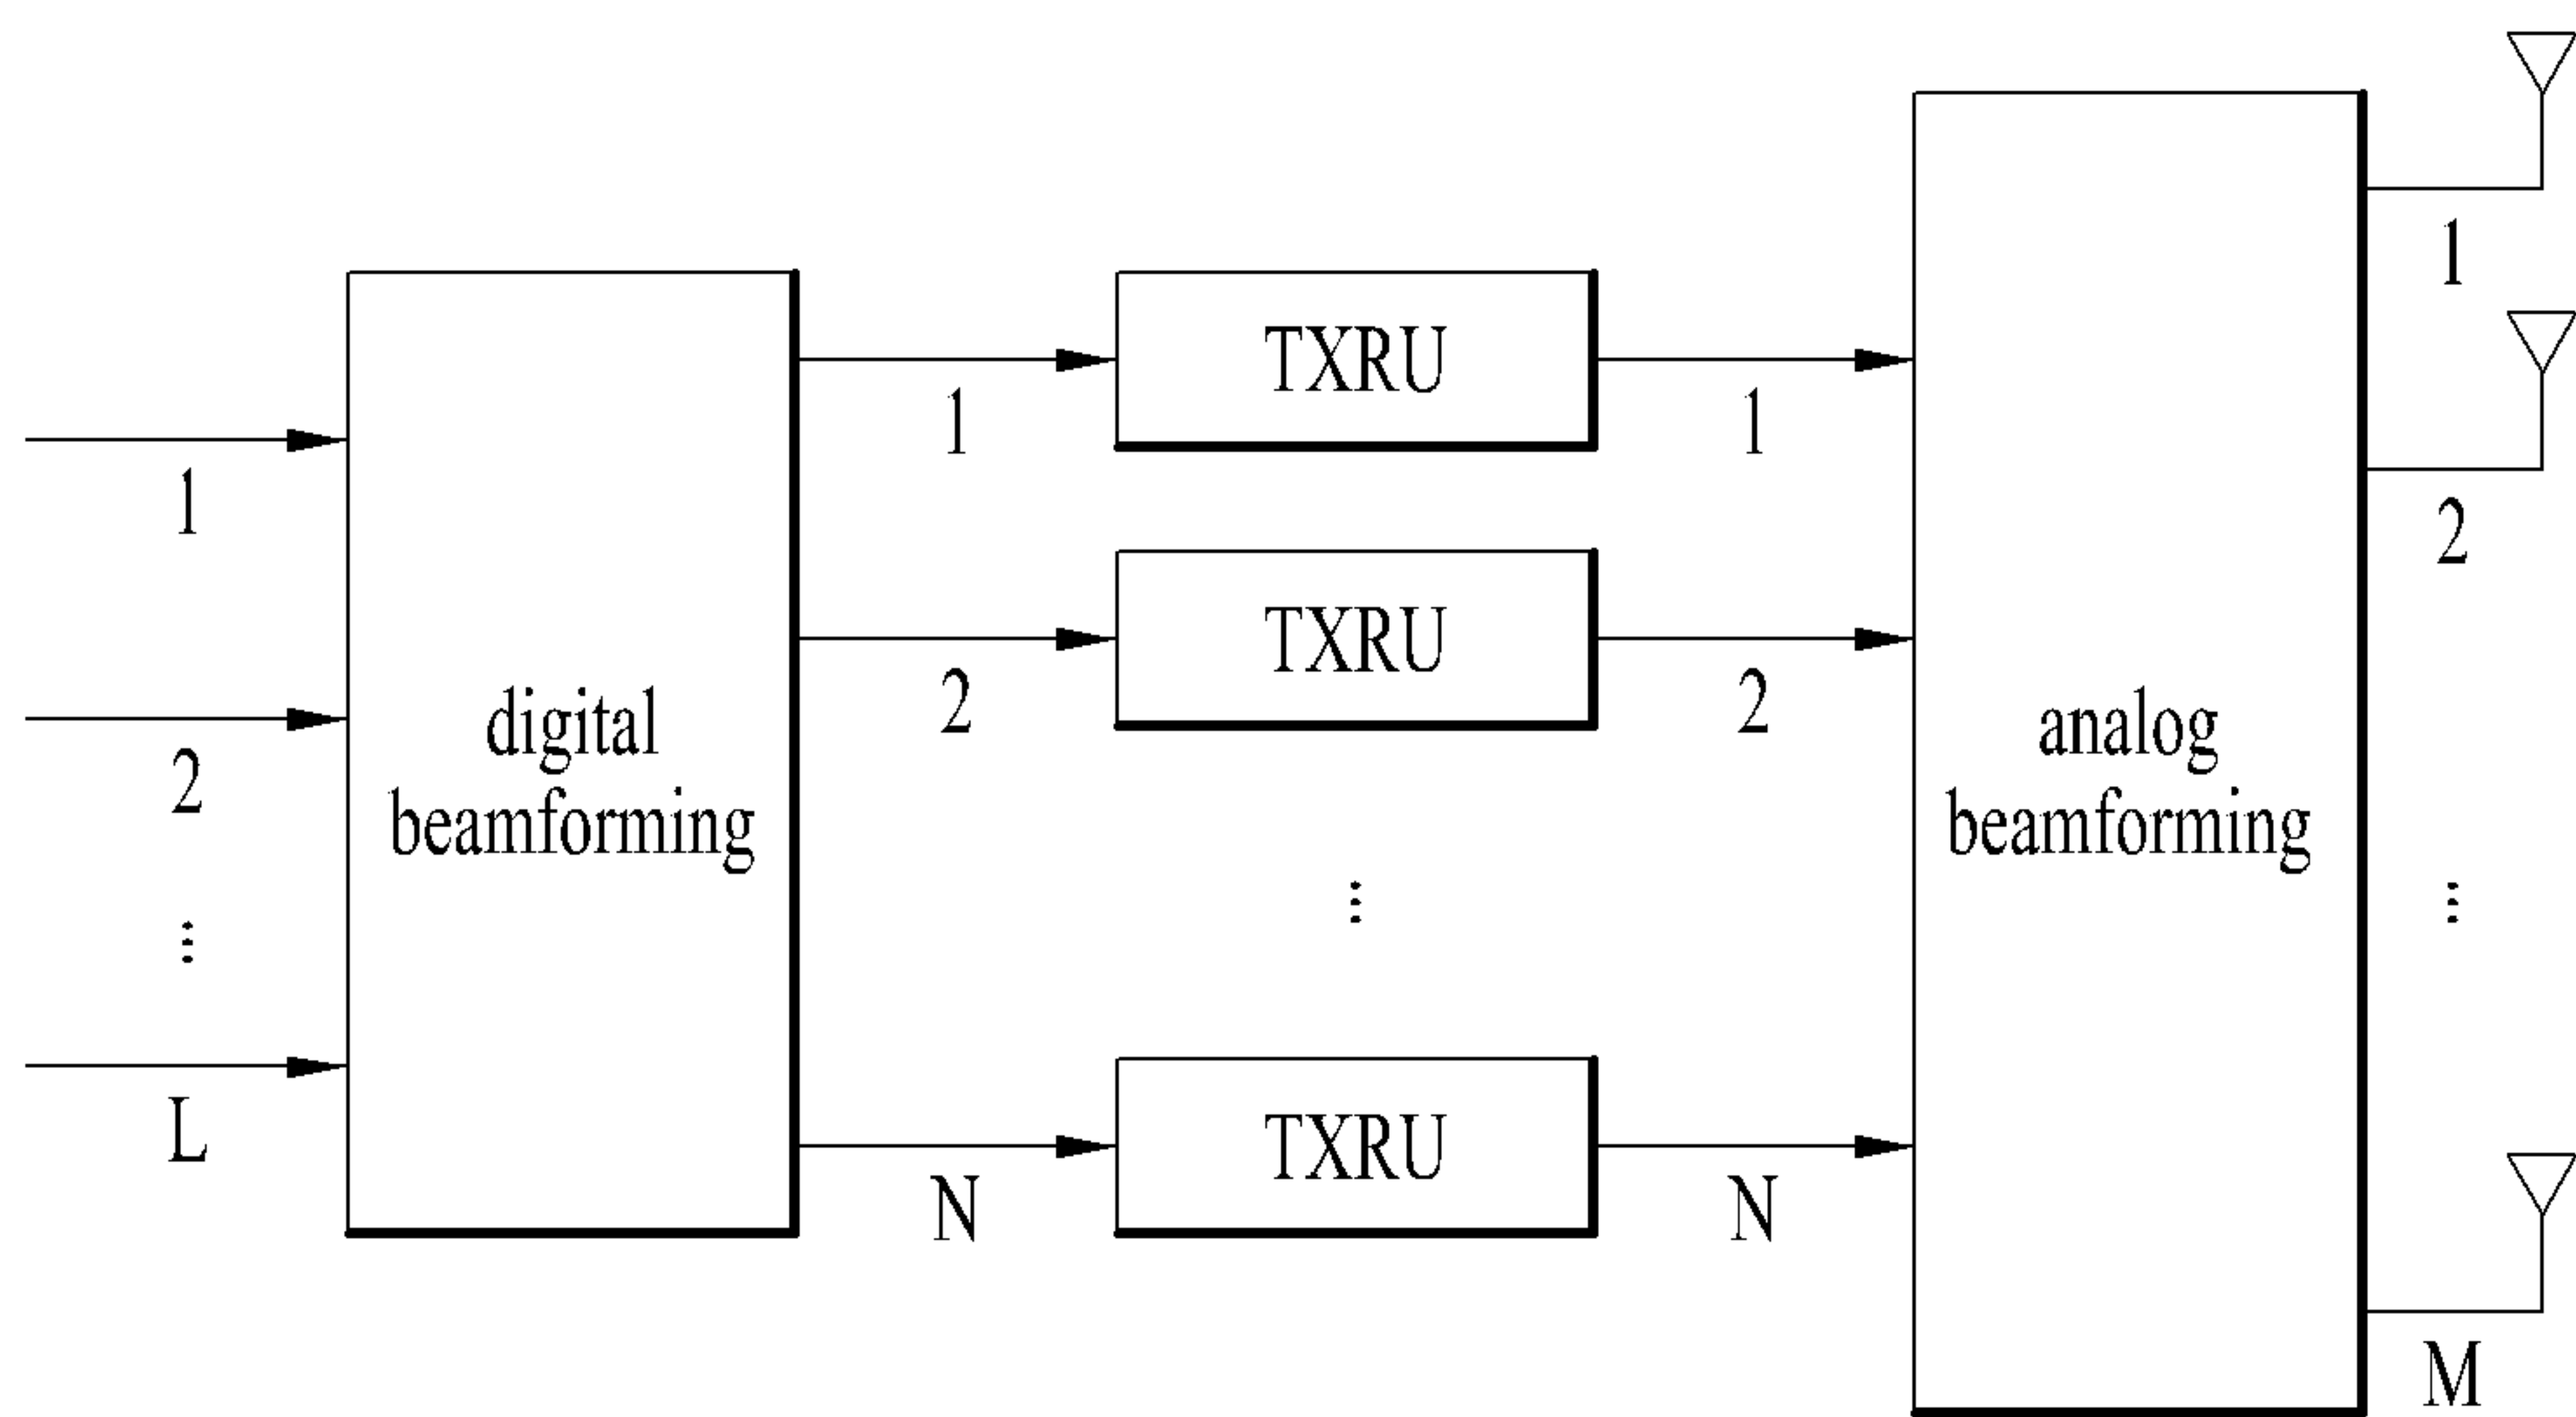 1
2
⋮
L
digital
beamforming
1
2
N
TXRU
TXRU
⋮
TXRU
1
2
N
analog
beamforming
1
2
⋮
M